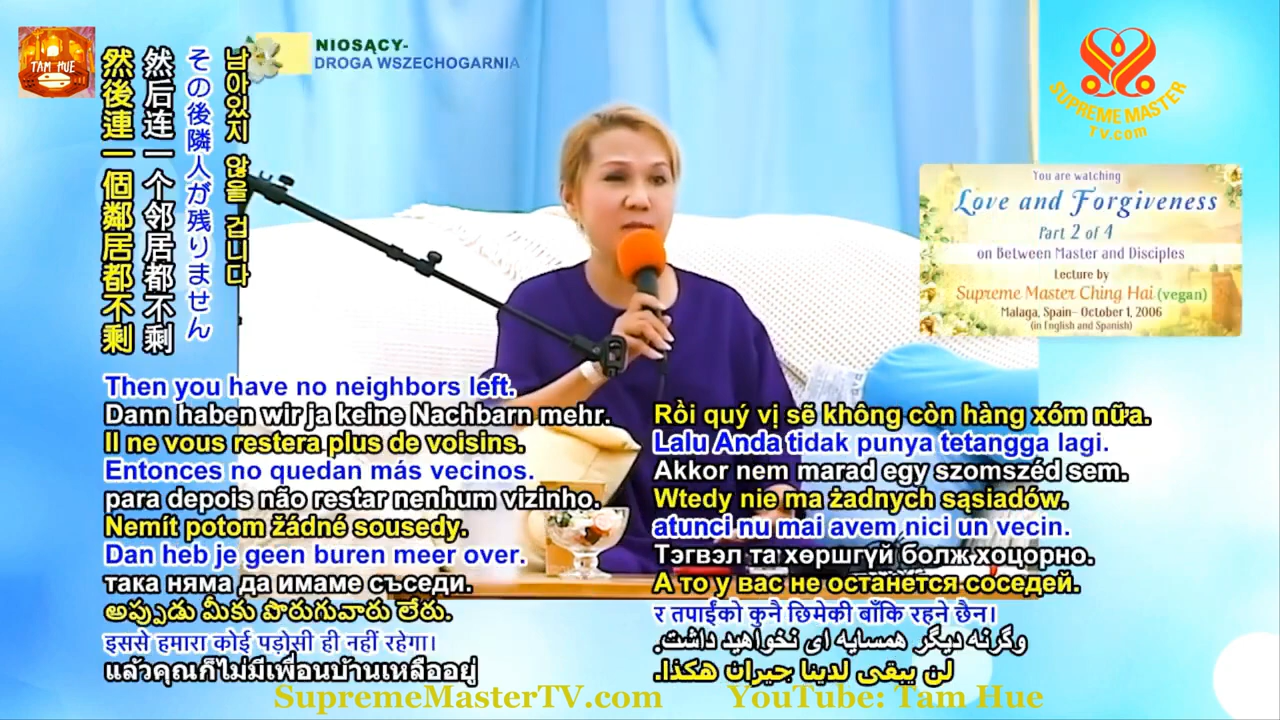 TAM HUE
NIOSĄCY-
DROGA WSZECHOGARNIA
SUPREME MASTER
TV.com
You are watching
Love and Forgiveness
Part 2 of 4
on Between Master and Disciples
Lecture by
Supreme Master Ching Hai (vegan)
Malaga, Spain– October 1, 2006
(in English and Spanish)
남아있지 않을 겁니다
その後隣人が残りません
然后连一个邻居都不剩
然後連一個鄰居都不剩
Then you have no neighbors left.
Dann haben wir ja keine Nachbarn mehr.
Il ne vous restera plus de voisins.
Entonces no quedan más vecinos.
para depois não restar nenhum vizinho.
Nemít potom žádné sousedy.
Dan heb je geen buren meer over.
така няма да имаме съседи.
అప్పుడు మీకు పొరుగువారు లేరు.
इससे हमारा कोई पड़ोसी ही नहीं रहेगा।
แล้วคุณก็ไม่มีเพื่อนบ้านเหลืออยู่
Rồi quý vị sẽ không còn hàng xóm nữa.
Lalu Anda tidak punya tetangga lagi.
Akkor nem marad egy szomszéd sem.
Wtedy nie ma żadnych sąsiadów.
atunci nu mai avem nici un vecin.
Тэгвэл та хөршгүй болж хоцорно.
А то у вас не останется соседей.
र तपाईंको कुनै छिमेकी बाँकि रहने छैन।
وگرنه دیگر همسایه ای نخواهید داشت.
لن يبقى لدينا جيران هكذا.
SupremeMasterTV.com
YouTube: Tam Hue